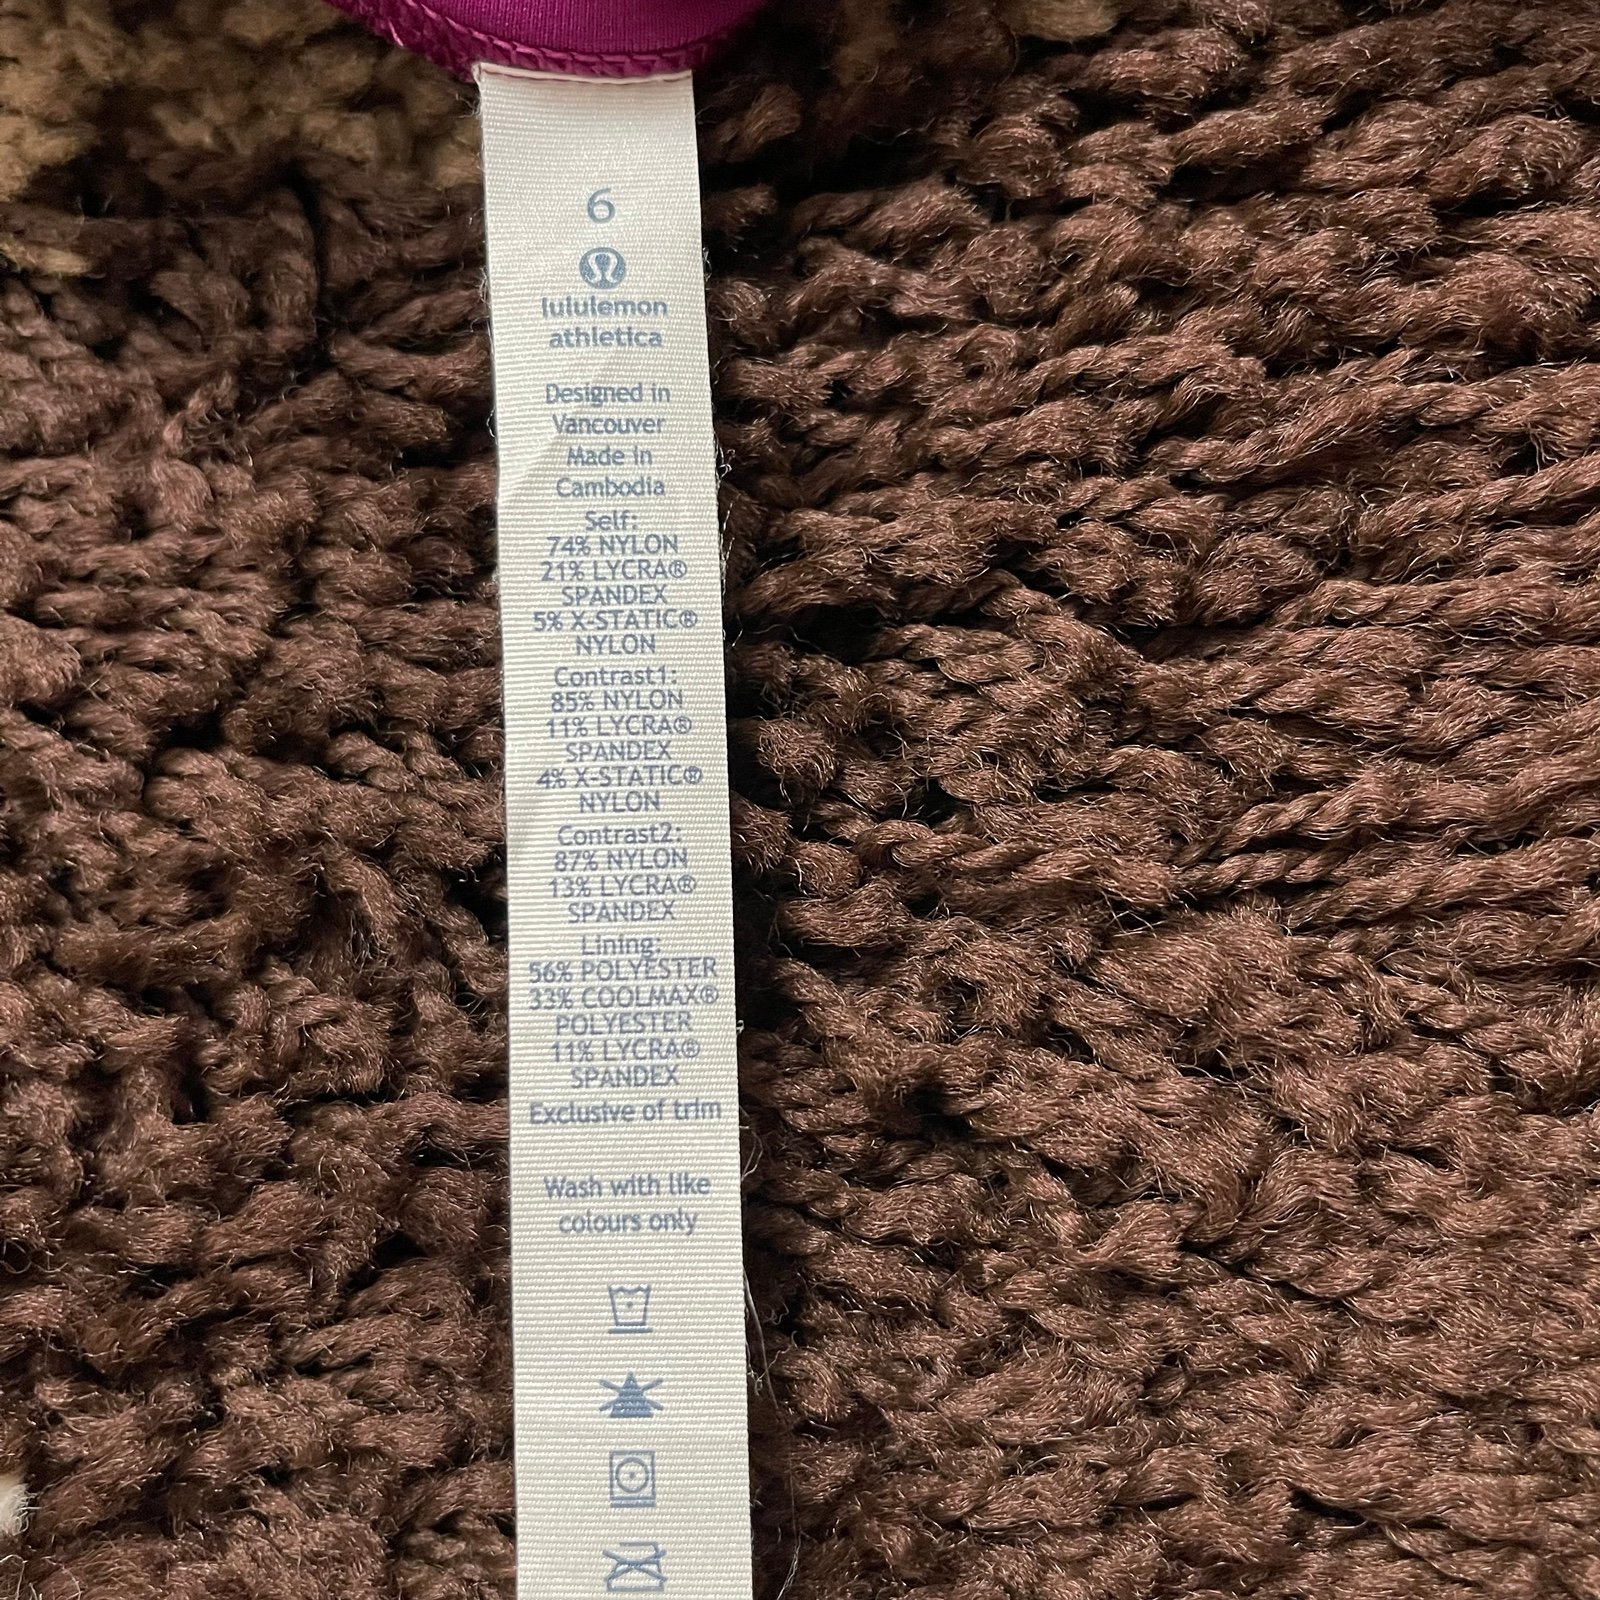 6
lululemon
athletica
Designed in
Vancouver
Made in
Cambodia
Self:
74% NYLON
21% LYCRA®
SPANDEX
5% X-STATIC®
NYLON
Contrast1:
85% NYLON
11% LYCRA®
SPANDEX
4% X-STATIC®
NYLON
Contrast2:
87% NYLON
13% LYCRA®
SPANDEX
Lining:
56% POLYESTER
33% COOLMAX®
POLYESTER
11% LYCRA®
SPANDEX
Exclusive of trim
Wash with like
colours only